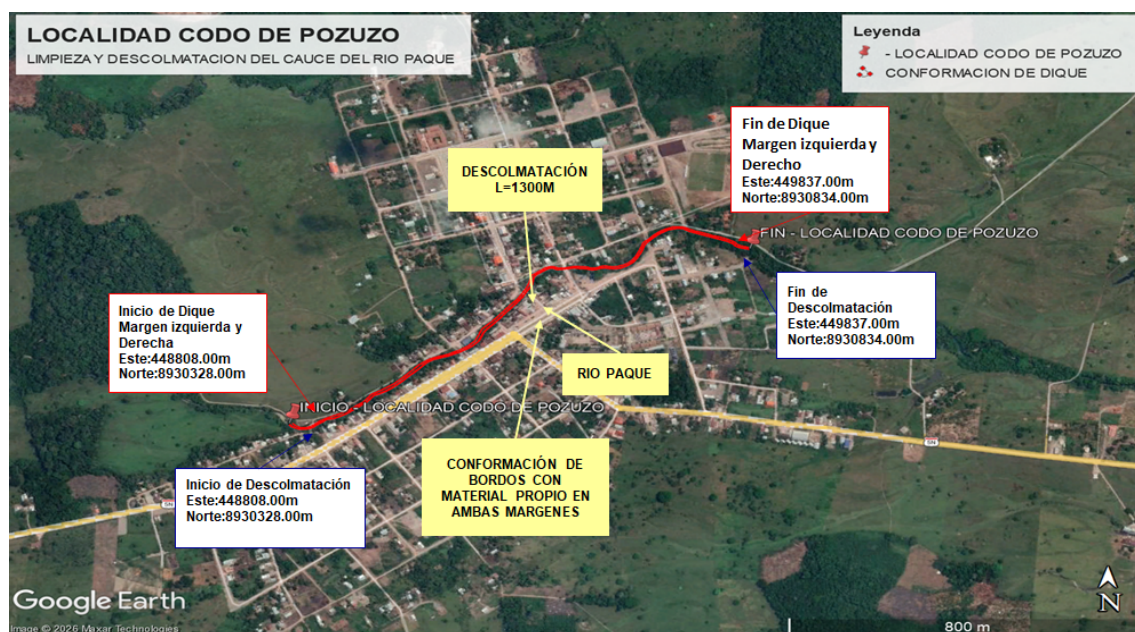 LOCALIDAD CODO DE POZUZO
LIMPIEZA Y DESCOLMATACION DEL CAUCE DEL RIO PAQUE
Leyenda
- LOCALIDAD CODO DE POZUZO
CONFORMACION DE DIQUE
Fin de Dique
Margen izquierda y
Derecho
Este:449837.00m
Norte:8930834.00m
DESCOLMATACIÓN
L=1300M
FIN - LOCALIDAD CODO DE POZUZO
Fin de
Descolmatación
Este:449837.00m
Norte:8930834.00m
Inicio de Dique
Margen izquierda y
Derecha
Este:448808.00m
Norte:8930328.00m
RIO PAQUE
INICIO - LOCALIDAD CODO DE POZUZO
5N
CONFORMACIÓN DE
BORDOS CON
MATERIAL PROPIO EN
AMBAS MARGENES
Inicio de Descolmatación
Este:448808.00m
Norte:8930328.00m
5N
5N
Google Earth
Image © 2026 Maxar Technologies
800 m
N